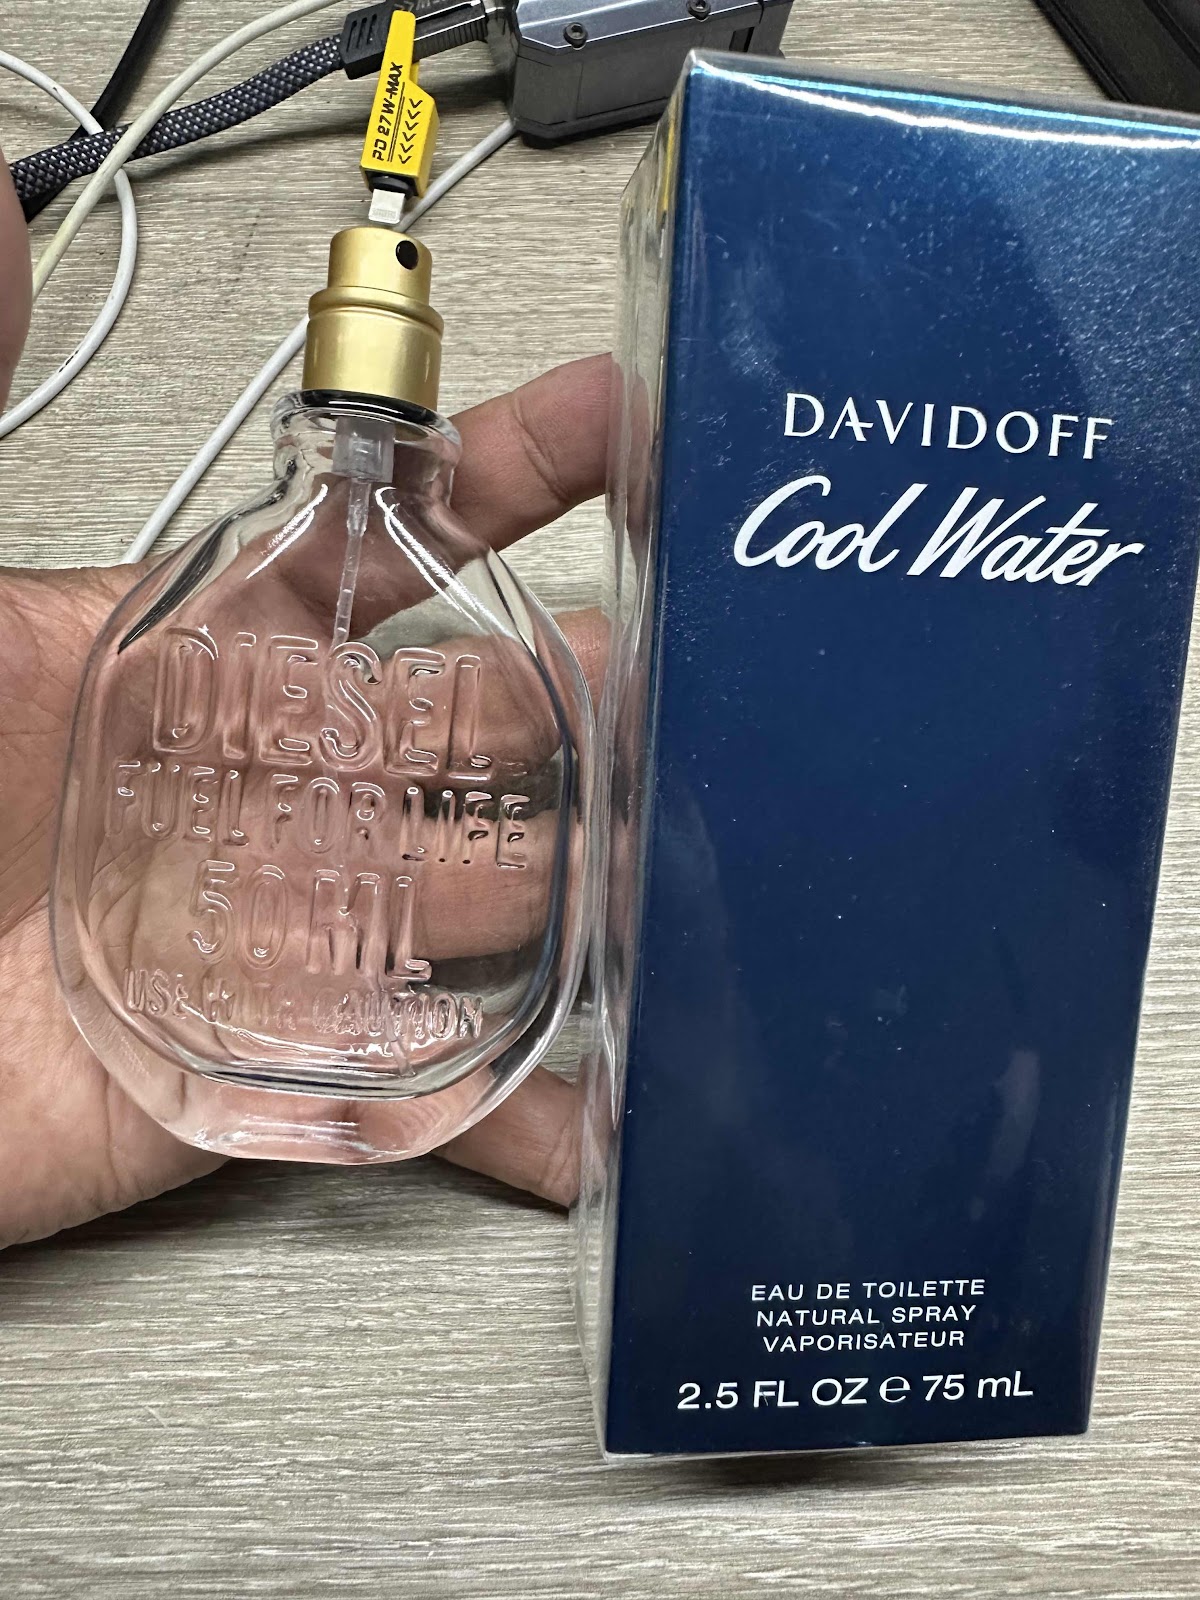 PD 27W-MAX
DIESEL
FUEL FOR LIFE
50 ML
USE WITH CAUTION
DAVIDOFF
Cool Water
EAU DE TOILETTE
NATURAL SPRAY
VAPORISATEUR
2.5 FL OZ ℮ 75 mL